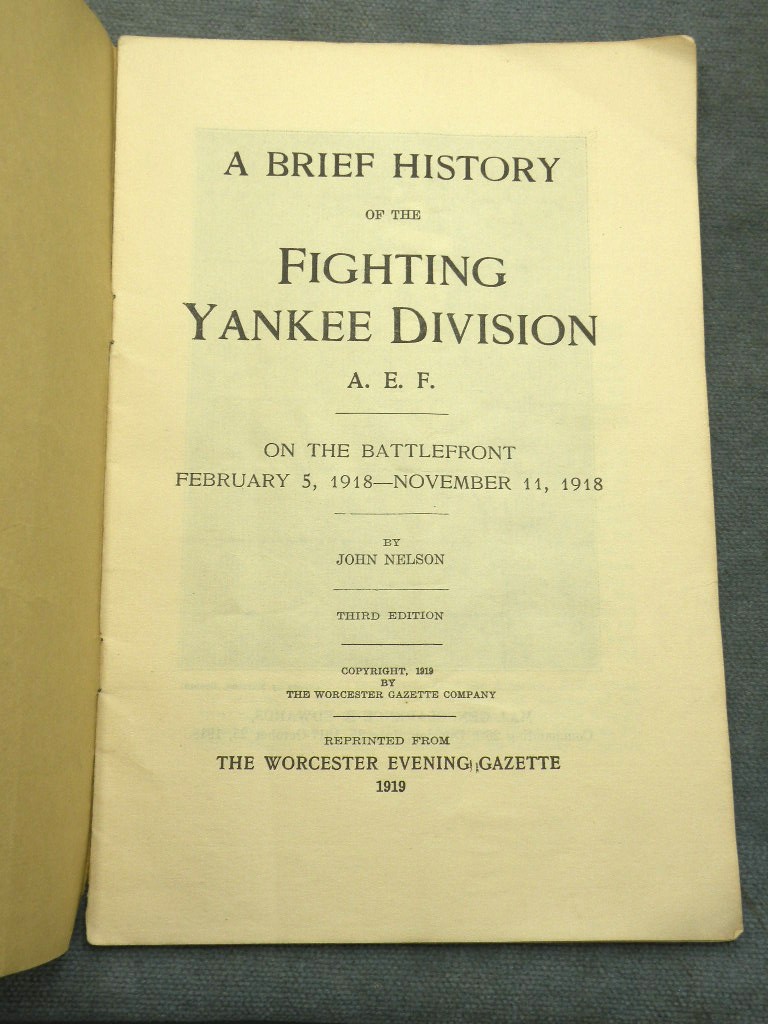 A BRIEF HISTORY
OF THE
FIGHTING
YANKEE DIVISION
A. E. F.
ON THE BATTLEFRONT
FEBRUARY 5, 1918—NOVEMBER 11, 1918
BY
JOHN NELSON
THIRD EDITION
COPYRIGHT, 1919
BY
THE WORCESTER GAZETTE COMPANY
REPRINTED FROM
THE WORCESTER EVENING GAZETTE
1919